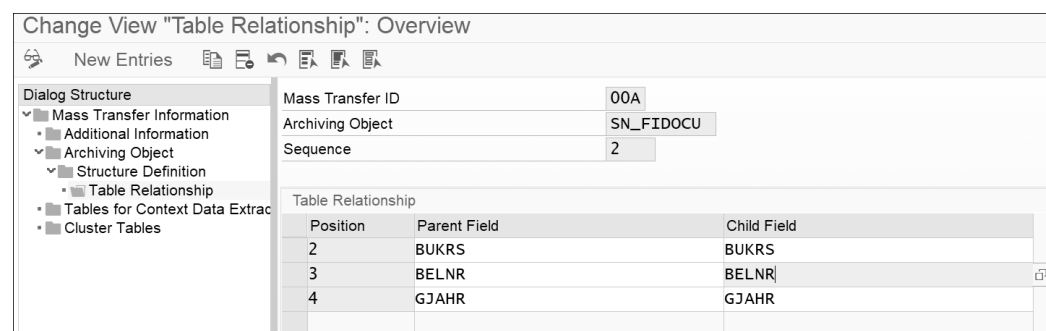 Change View "Table Relationship": Overview
New Entries
Dialog Structure
Mass Transfer Information
Additional Information
Archiving Object
Structure Definition
Table Relationship
Tables for Context Data Extrac
Cluster Tables
Mass Transfer ID 00A
Archiving Object SN_FIDOCU
Sequence 2
Table Relationship
Position Parent Field Child Field
2 BUKRS BUKRS
3 BELNR BELNR
4 GJAHR GJAHR